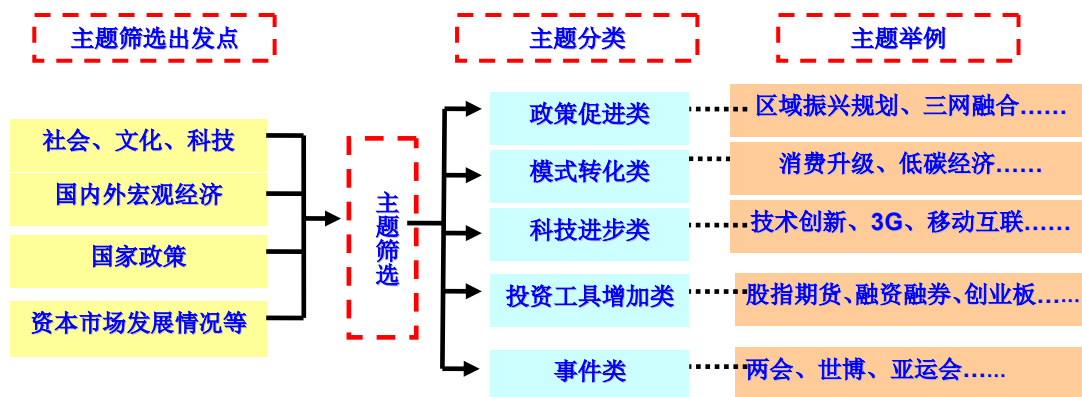 主题筛选出发点
主题分类
主题举例
社会、文化、科技
国内外宏观经济
国家政策
资本市场发展情况等
主题筛选
政策促进类
区域振兴规划、三网融合……
模式转化类
消费升级、低碳经济……
科技进步类
技术创新、3G、移动互联……
投资工具增加类
股指期货、融资融券、创业板……
事件类
两会、世博、亚运会……